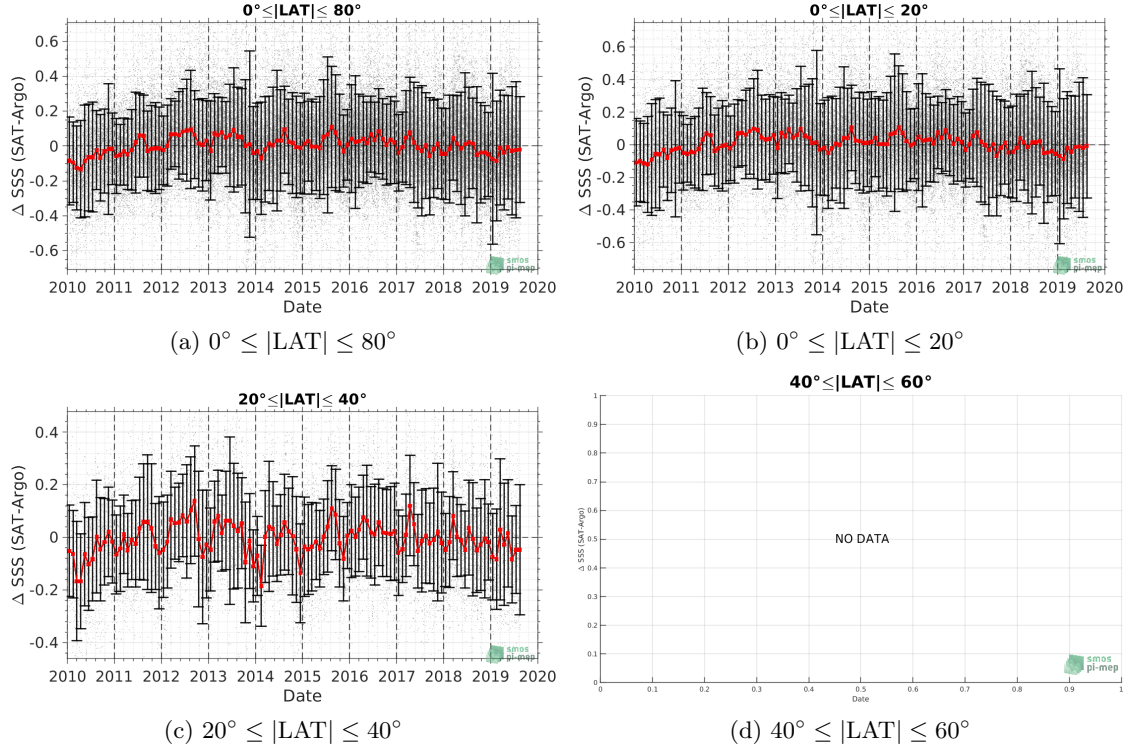 0°≤|LAT|≤ 80°
0.6
0.4
0.2
0
-0.2
-0.4
-0.6
Δ SSS (SAT-Argo)
2010 2011 2012 2013 2014 2015 2016 2017 2018 2019 2020
Date
smos
pi-mep
(a) 0° ≤ |LAT| ≤ 80°
0°≤|LAT|≤ 20°
0.6
0.4
0.2
0
-0.2
-0.4
-0.6
Δ SSS (SAT-Argo)
2010 2011 2012 2013 2014 2015 2016 2017 2018 2019 2020
Date
smos
pi-mep
(b) 0° ≤ |LAT| ≤ 20°
20°≤|LAT|≤ 40°
0.4
0.2
0
-0.2
-0.4
Δ SSS (SAT-Argo)
2010 2011 2012 2013 2014 2015 2016 2017 2018 2019 2020
Date
smos
pi-mep
(c) 20° ≤ |LAT| ≤ 40°
40°≤|LAT|≤ 60°
1
0.9
0.8
0.7
0.6
0.5
0.4
0.3
0.2
0.1
0
Δ SSS (SAT-Argo)
NO DATA
0 0.1 0.2 0.3 0.4 0.5 0.6 0.7 0.8 0.9 1
Date
smos
pi-mep
(d) 40° ≤ |LAT| ≤ 60°